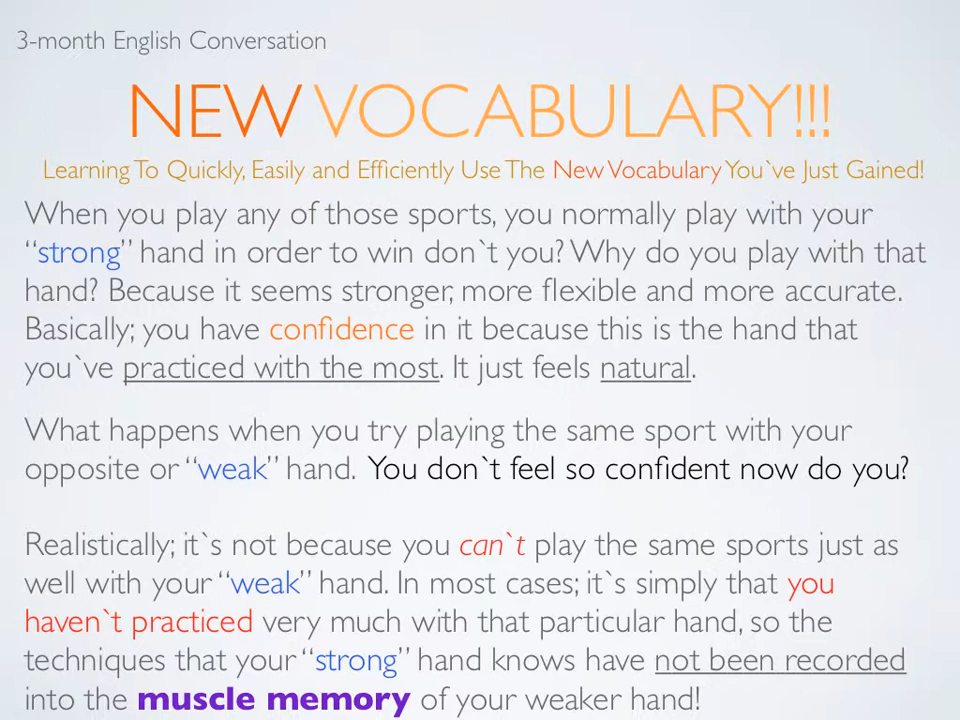 3-month English Conversation
NEW VOCABULARY!!!
Learning To Quickly, Easily and Efficiently Use The New Vocabulary You`ve Just Gained!
When you play any of those sports, you normally play with your
“strong” hand in order to win don`t you? Why do you play with that
hand? Because it seems stronger, more flexible and more accurate.
Basically; you have confidence in it because this is the hand that
you`ve practiced with the most. It just feels natural.
What happens when you try playing the same sport with your
opposite or “weak” hand. You don`t feel so confident now do you?
Realistically; it`s not because you can`t play the same sports just as
well with your “weak” hand. In most cases; it`s simply that you
haven`t practiced very much with that particular hand, so the
techniques that your “strong” hand knows have not been recorded
into the muscle memory of your weaker hand!